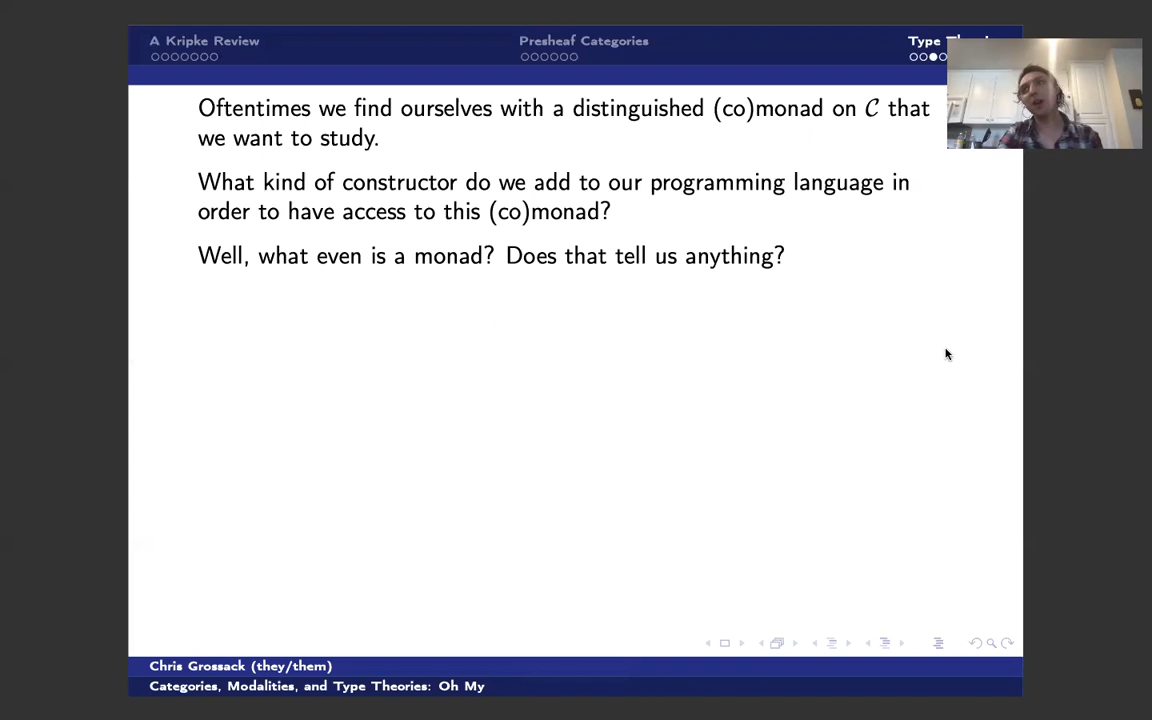 A Kripke Review
Presheaf Categories
Type
Oftentimes we find ourselves with a distinguished (co)monad on 𝒞 that
we want to study.
What kind of constructor do we add to our programming language in
order to have access to this (co)monad?
Well, what even is a monad? Does that tell us anything?
Chris Grossack (they/them)
Categories, Modalities, and Type Theories: Oh My